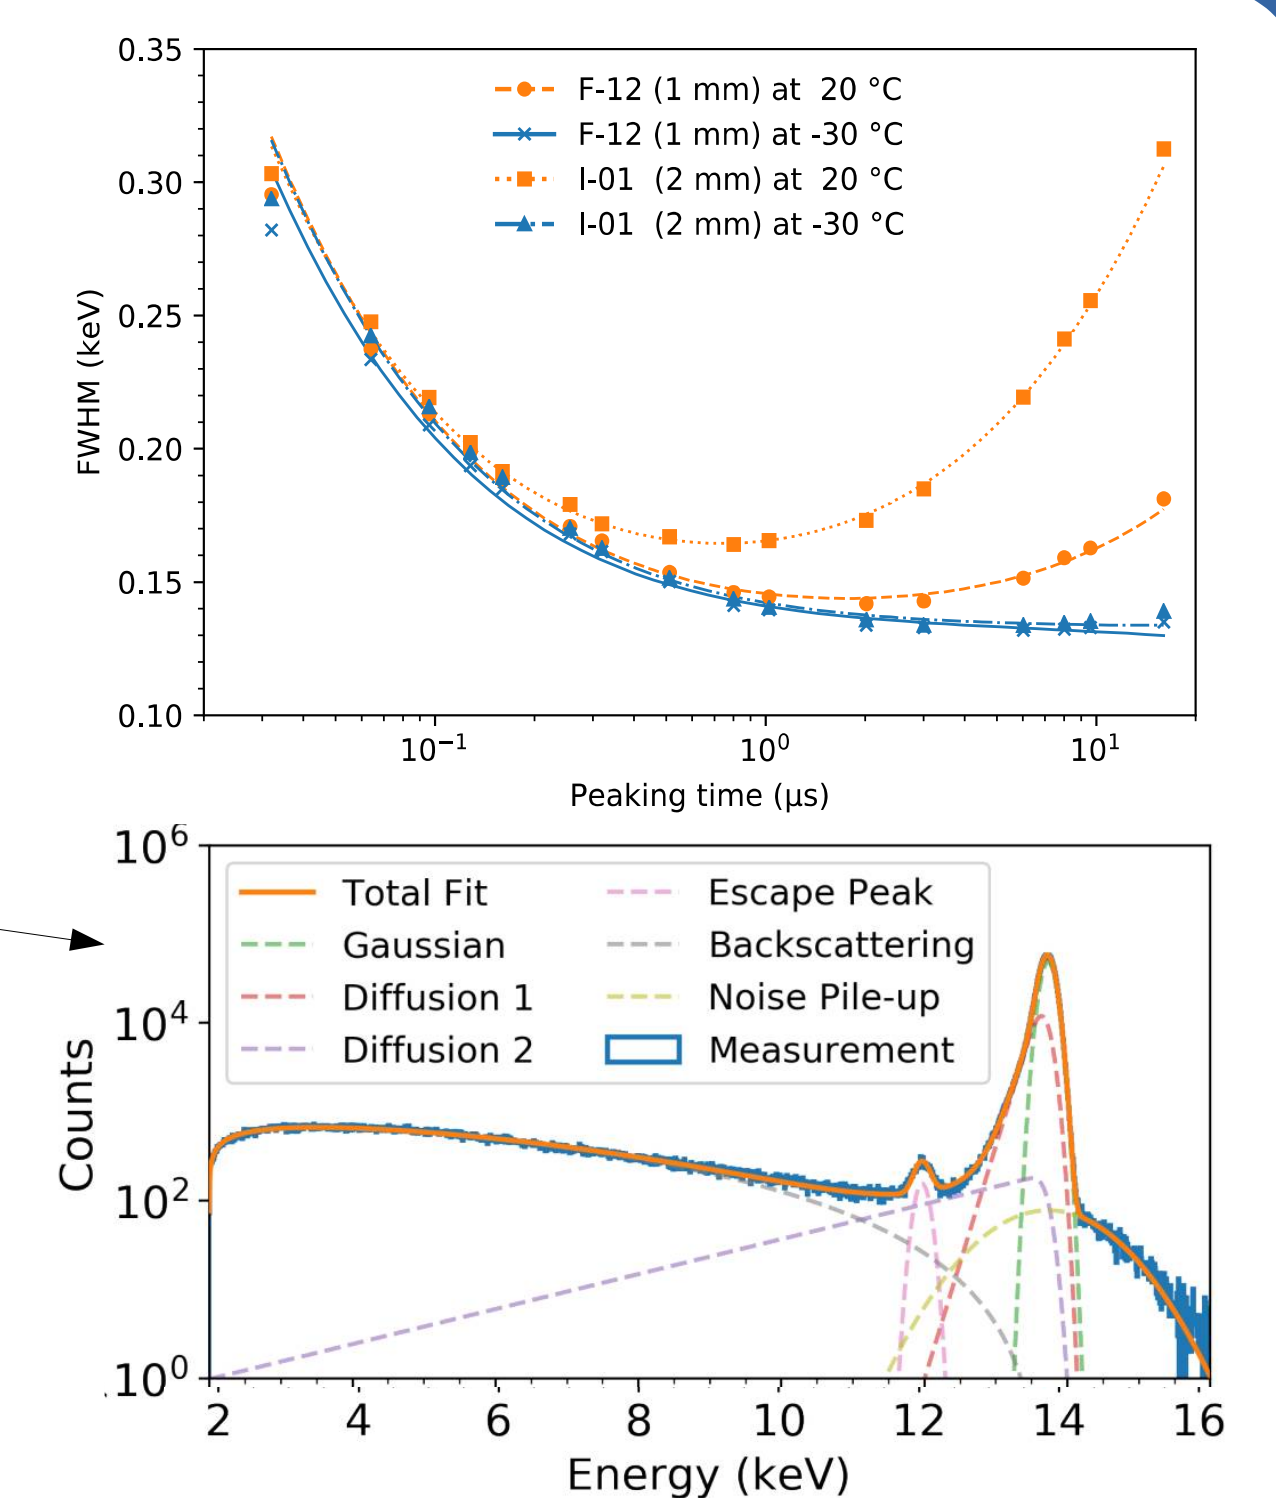 0.35
0.30
0.25
0.20
0.15
0.10
FWHM (keV)
F-12 (1 mm) at 20 °C
F-12 (1 mm) at -30 °C
I-01 (2 mm) at 20 °C
I-01 (2 mm) at -30 °C
10⁻¹ 10⁰ 10¹
Peaking time (µs)
10⁶
10⁴
10²
10⁰
Counts
Total Fit
Gaussian
Diffusion 1
Diffusion 2
Escape Peak
Backscattering
Noise Pile-up
Measurement
2 4 6 8 10 12 14 16
Energy (keV)